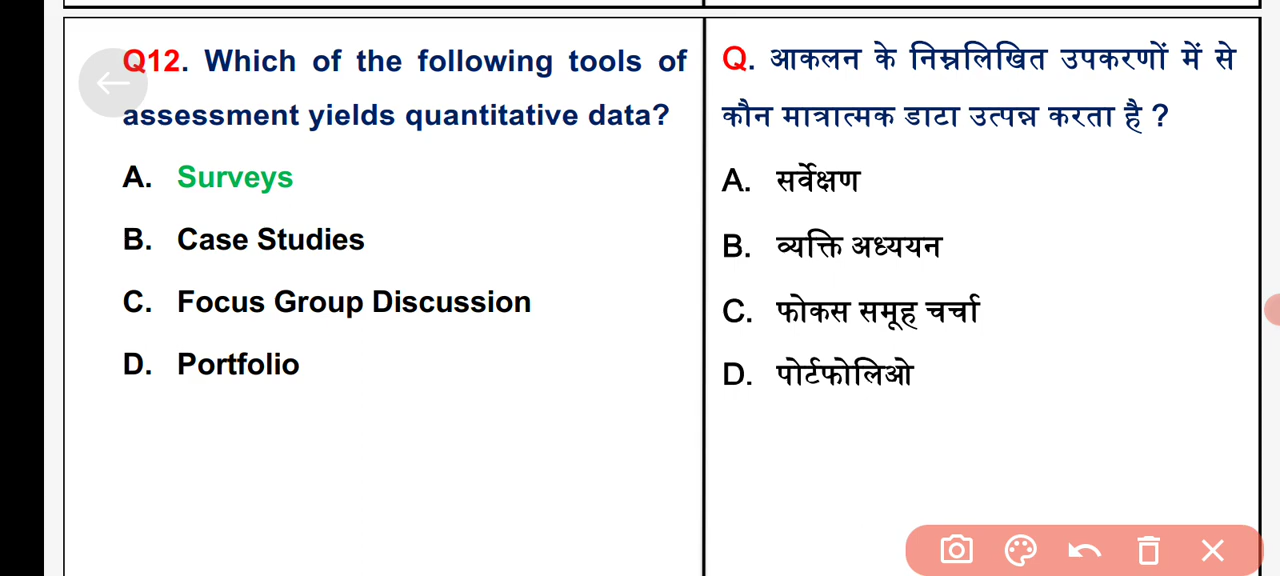 Q12. Which of the following tools of
assessment yields quantitative data?
A. Surveys
B. Case Studies
C. Focus Group Discussion
D. Portfolio
Q. आकलन के निम्नलिखित उपकरणों में से
कौन मात्रात्मक डाटा उत्पन्न करता है ?
A. सर्वेक्षण
B. व्यक्ति अध्ययन
C. फोकस समूह चर्चा
D. पोर्टफोलिओ